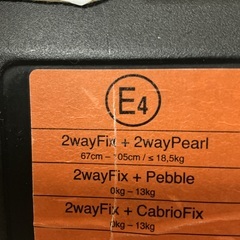 E4
2wayFix + 2wayPearl
67cm – 105cm / ≤ 18,5kg
2wayFix + Pebble
0kg – 13kg
2wayFix + CabrioFix
0kg – 13kg